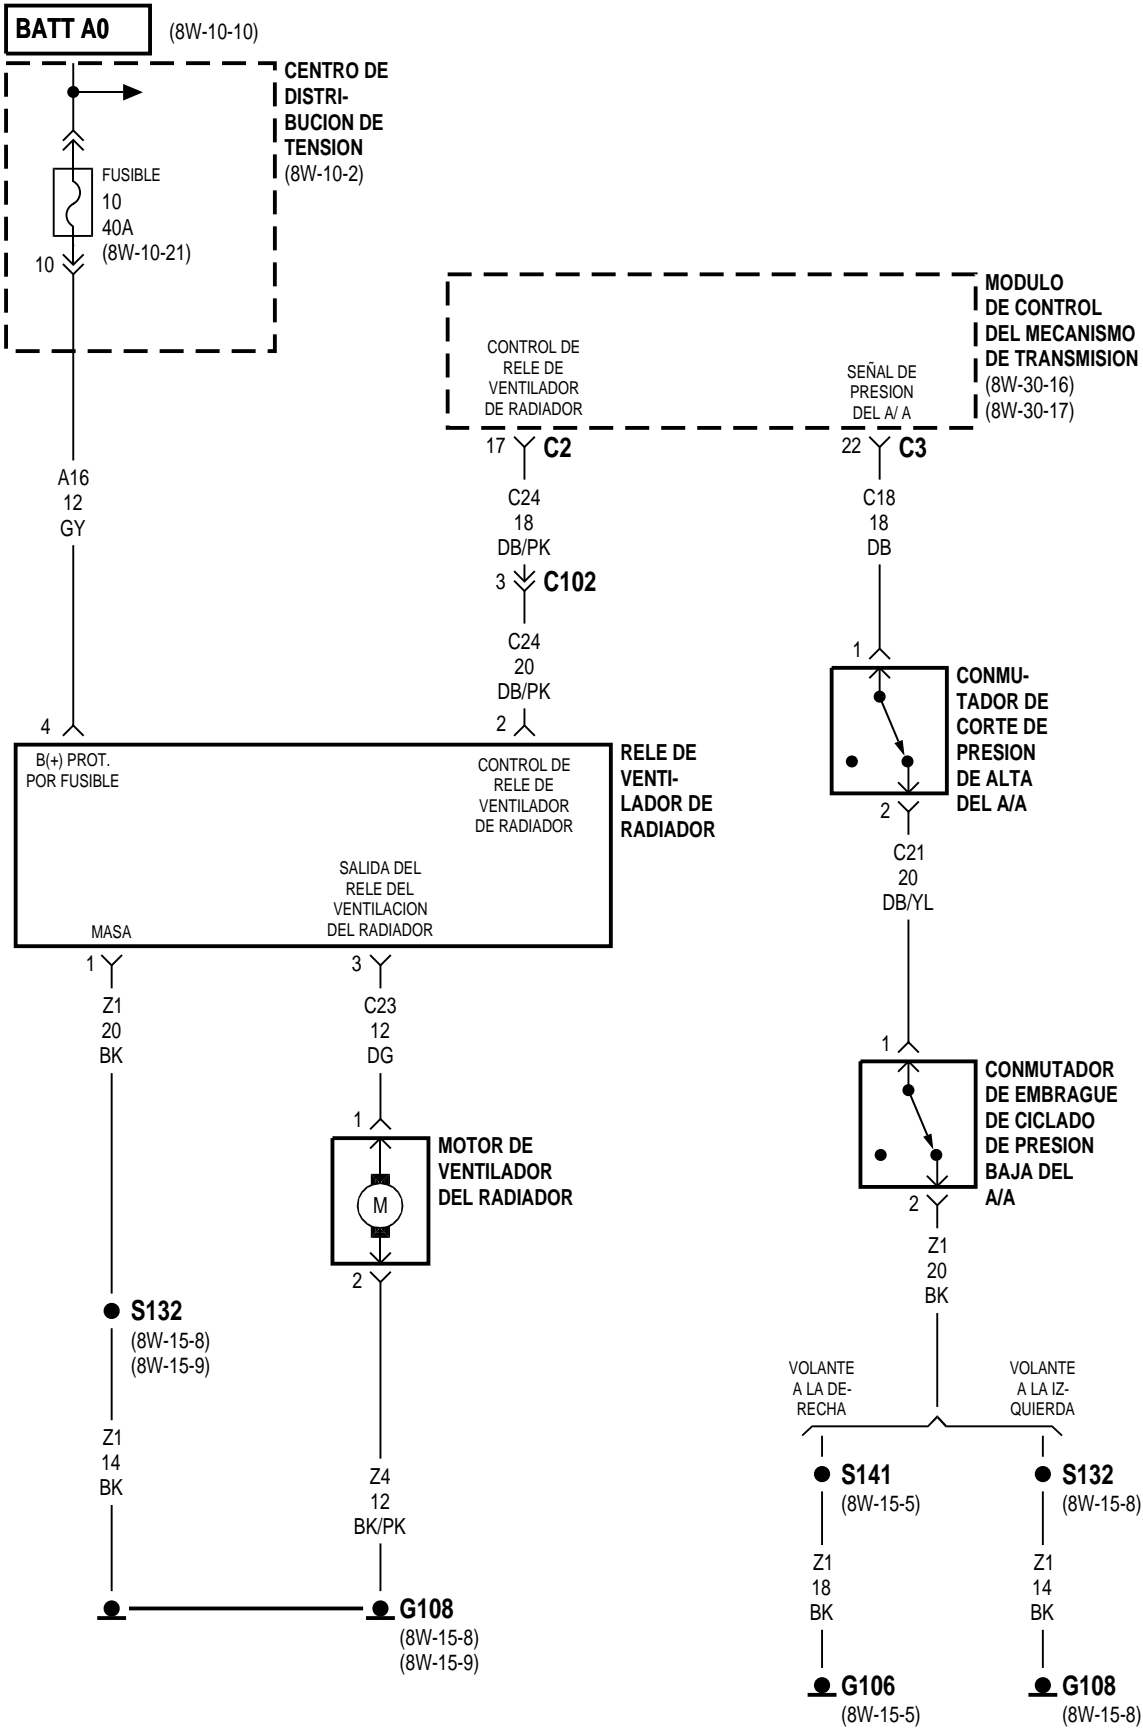 BATT A0
(8W-10-10)
CENTRO DE
DISTRI-
BUCION DE
TENSION
(8W-10-2)
FUSIBLE
10
40A
(8W-10-21)
10
MODULO
DE CONTROL
DEL MECANISMO
DE TRANSMISION
(8W-30-16)
(8W-30-17)
CONTROL DE
RELE DE
VENTILADOR
DE RADIADOR
SEÑAL DE
PRESION
DEL A/ A
17
C2
22
C3
A16
12
GY
C24
18
DB/PK
C18
18
DB
3
C102
C24
20
DB/PK
1
CONMU-
TADOR DE
CORTE DE
PRESION
DE ALTA
DEL A/A
4
2
B(+) PROT.
POR FUSIBLE
CONTROL DE
RELE DE
VENTILADOR
DE RADIADOR
RELE DE
VENTI-
LADOR DE
RADIADOR
2
C21
20
DB/YL
SALIDA DEL
RELE DEL
VENTILACION
DEL RADIADOR
MASA
1
3
Z1
20
BK
C23
12
DG
1
CONMUTADOR
DE EMBRAGUE
DE CICLADO
DE PRESION
BAJA DEL
A/A
1
MOTOR DE
VENTILADOR
DEL RADIADOR
M
2
2
Z1
20
BK
S132
(8W-15-8)
(8W-15-9)
VOLANTE
A LA DE-
RECHA
VOLANTE
A LA IZ-
QUIERDA
Z1
14
BK
Z4
12
BK/PK
S141
(8W-15-5)
S132
(8W-15-8)
Z1
18
BK
Z1
14
BK
G108
(8W-15-8)
(8W-15-9)
G106
(8W-15-5)
G108
(8W-15-8)